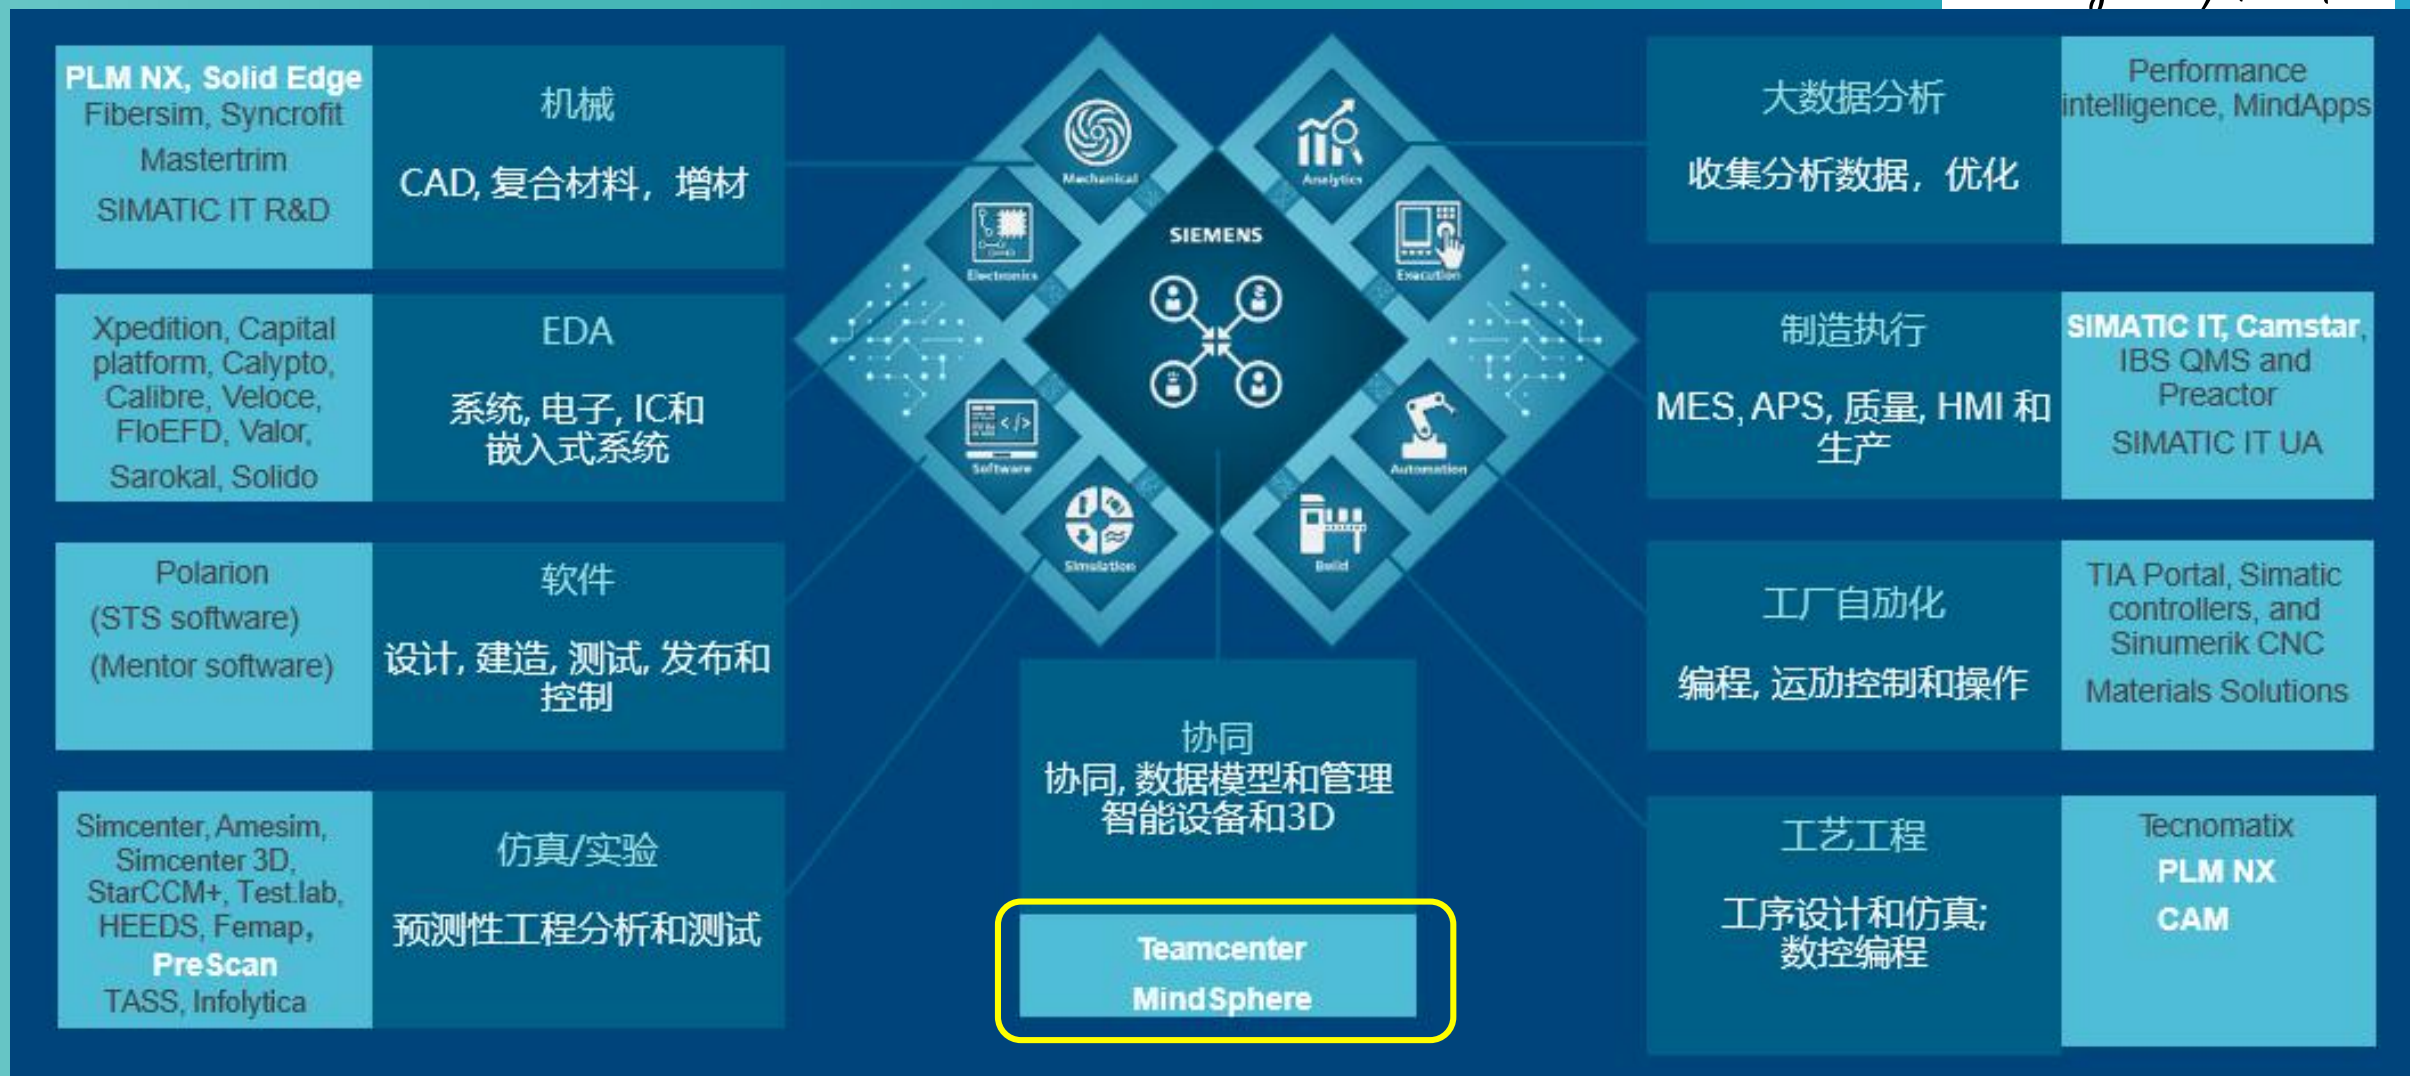 PLM NX, Solid Edge
Fibersim, Syncrofit
Mastertrim
SIMATIC IT R&D
机械
CAD, 复合材料，增材
Xpedition, Capital
platform, Calypto,
Calibre, Veloce,
FloEFD, Valor,
Sarokal, Solido
EDA
系统, 电子, IC和
嵌入式系统
Polarion
(STS software)
(Mentor software)
软件
设计, 建造, 测试, 发布和
控制
Simcenter, Amesim,
Simcenter 3D,
StarCCM+, Test.lab,
HEEDS, Femap,
PreScan
TASS, Infolytica
仿真/实验
预测性工程分析和测试
Mechanical
Electronics
Software
Simulation
SIEMENS
Analytics
Execution
Automation
Build
协同
协同, 数据模型和管理
智能设备和3D
Teamcenter
MindSphere
大数据分析
收集分析数据，优化
Performance
intelligence, MindApps
制造执行
MES, APS, 质量, HMI 和
生产
SIMATIC IT, Camstar,
IBS QMS and
Preactor
SIMATIC IT UA
工厂自动化
编程, 运动控制和操作
TIA Portal, Simatic
controllers, and
Sinumerik CNC
Materials Solutions
工艺工程
工序设计和仿真;
数控编程
Tecnomatix
PLM NX
CAM